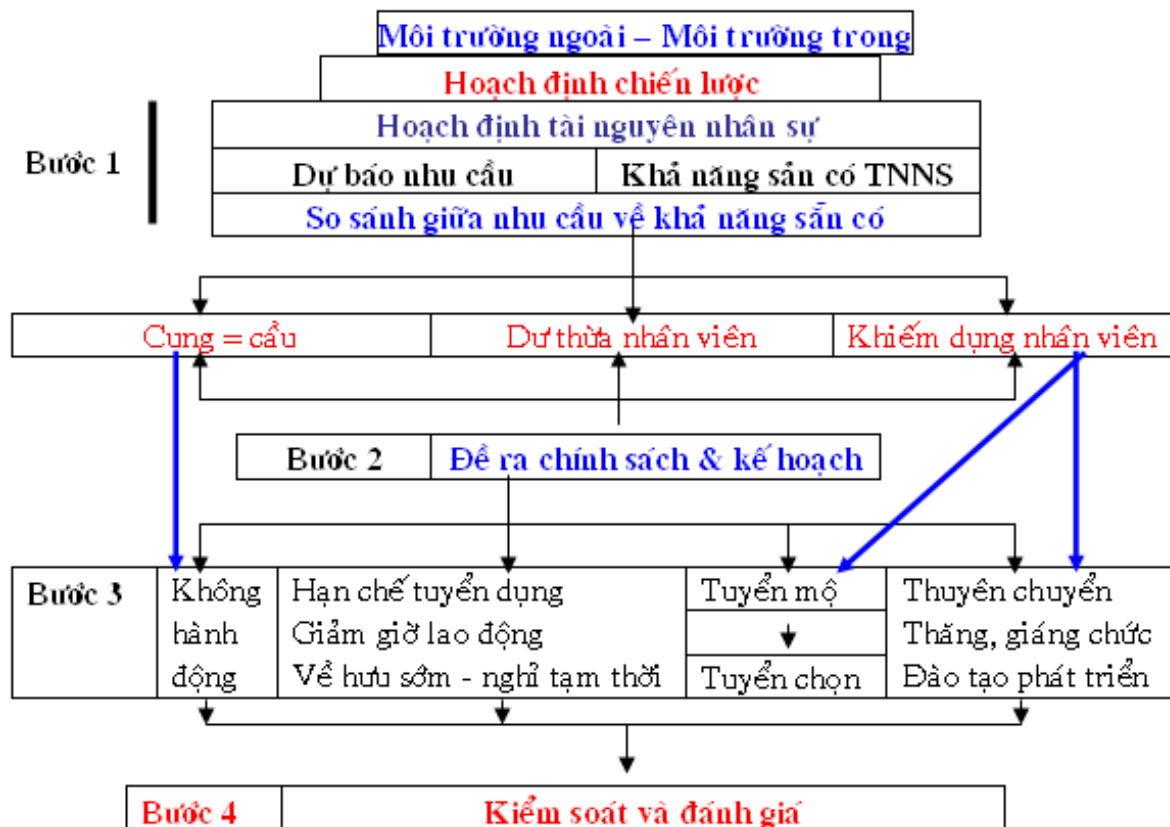 Môi trường ngoài – Môi trường trong
Hoạch định chiến lược
Hoạch định tài nguyên nhân sự
Bước 1
Dự báo nhu cầu
Khả năng sẳn có TNNS
So sánh giữa nhu cầu về khả năng sẵn có
Cung = cầu
Dư thừa nhân viên
Khiếm dụng nhân viên
Bước 2
Đề ra chính sách & kế hoạch
Bước 3
Không
hành
động
Hạn chế tuyển dụng
Giảm giờ lao động
Về hưu sớm - nghỉ tạm thời
Tuyển mộ
Tuyển chọn
Thuyên chuyển
Thăng, giáng chức
Đào tạo phát triển
Bước 4
Kiểm soát và đánh giá